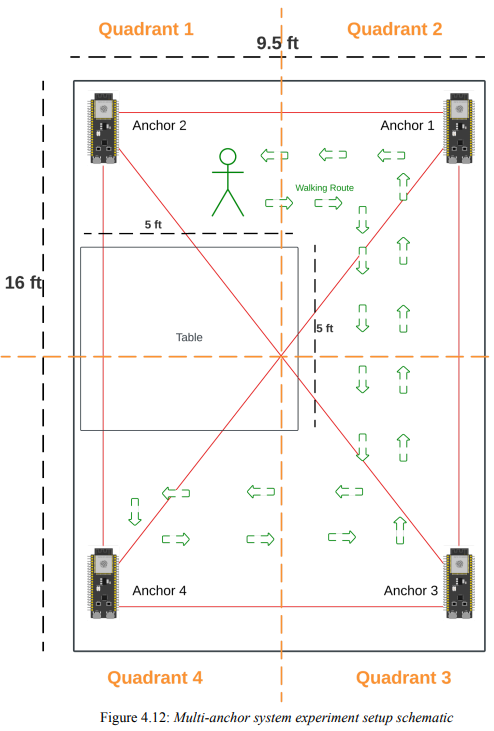 Quadrant 1
Quadrant 2
9.5 ft
Anchor 2
Anchor 1
Walking Route
5 ft
16 ft
5 ft
Table
Anchor 4
Anchor 3
Quadrant 4
Quadrant 3
Figure 4.12: Multi-anchor system experiment setup schematic